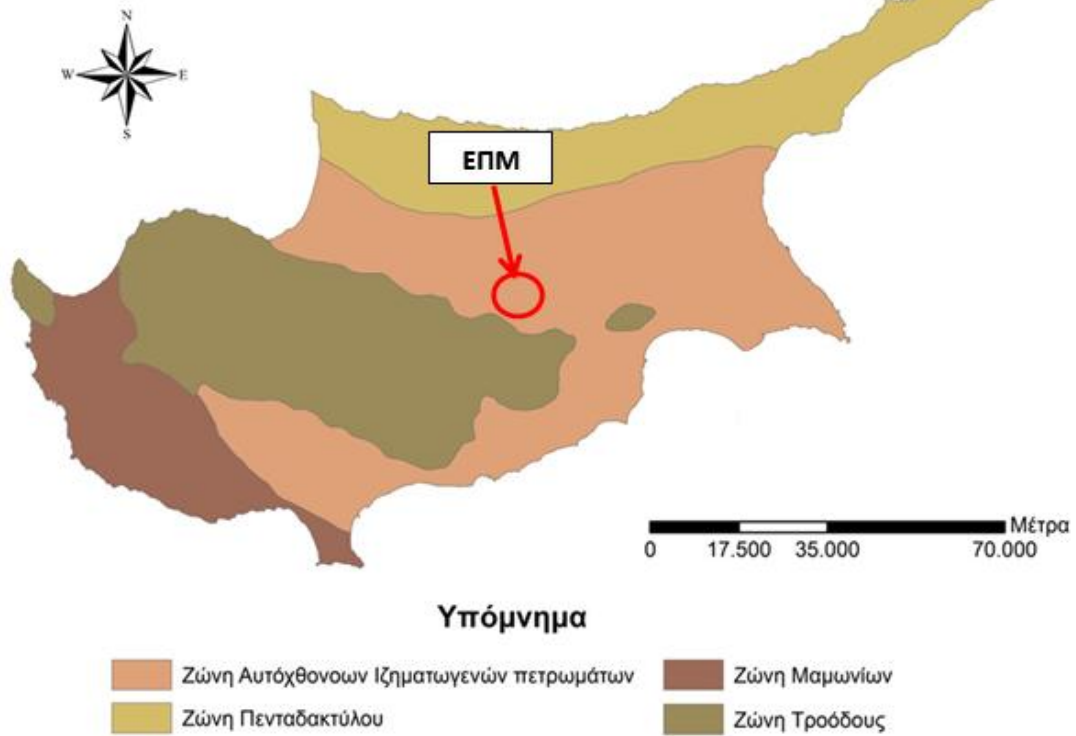 N
W E
S
ΕΠΜ
Μέτρα
0 17.500 35.000 70.000
Υπόμνημα
Ζώνη Αυτόχθονοων Ιζηματωγενών πετρωμάτων
Ζώνη Μαμωνίων
Ζώνη Πενταδακτύλου
Ζώνη Τροόδους